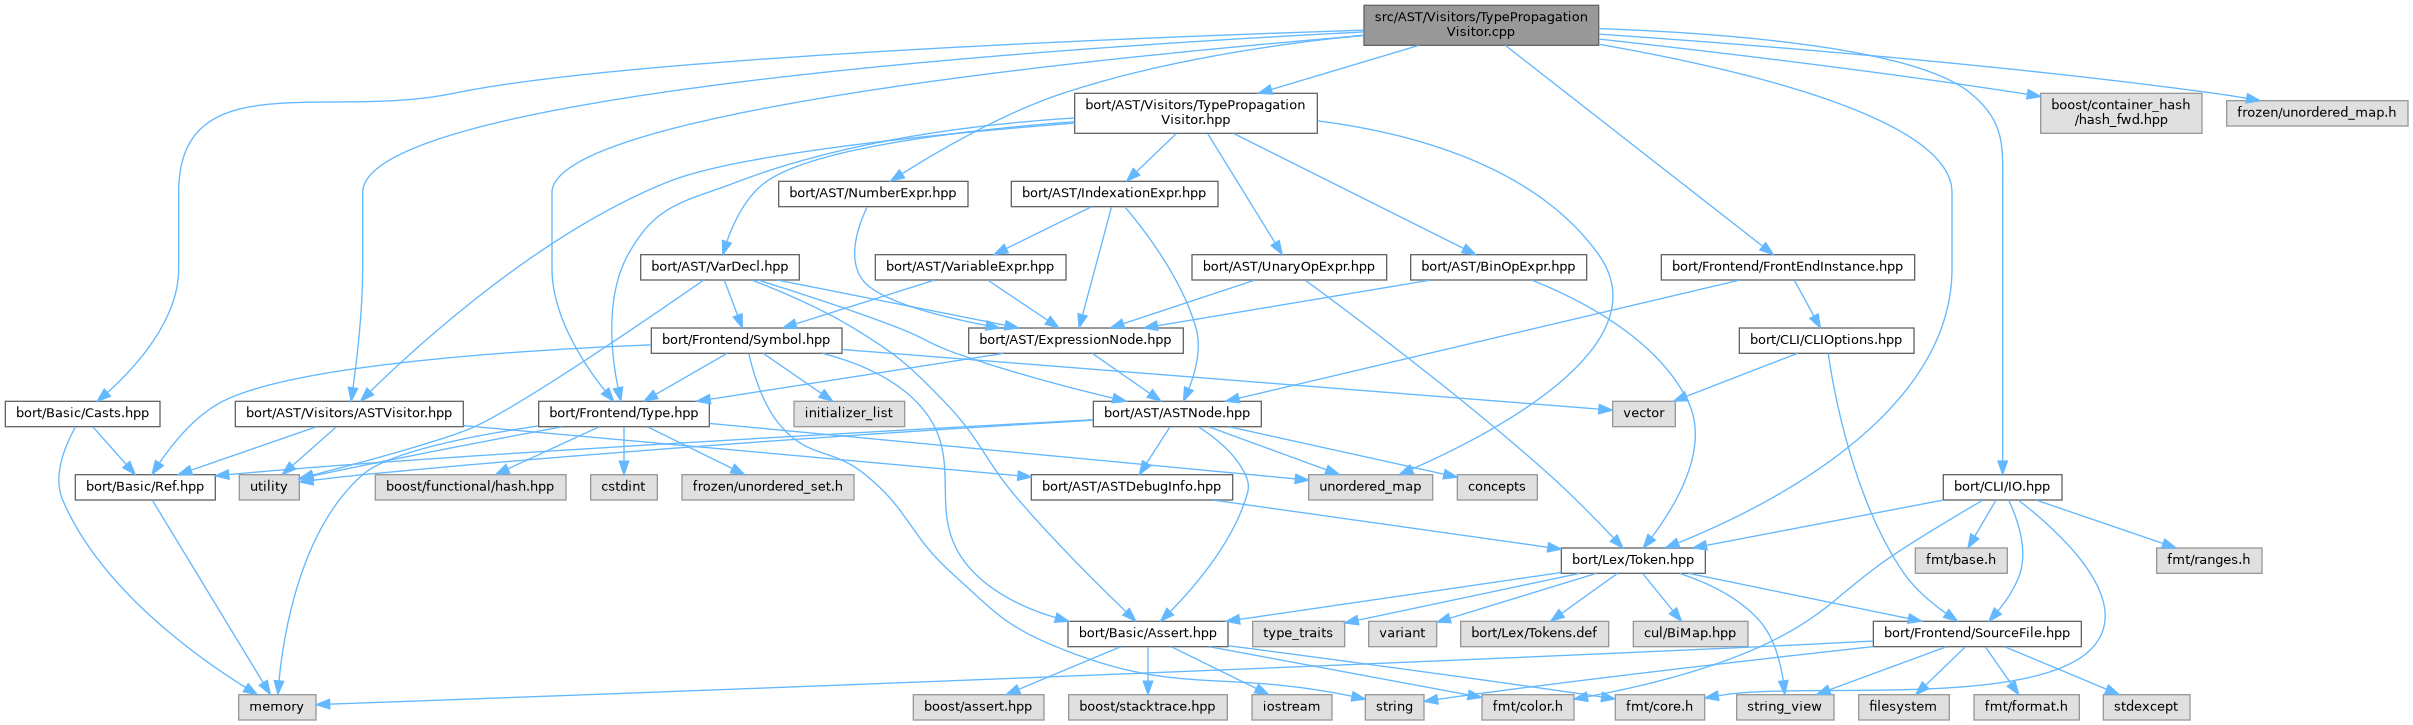 src/AST/Visitors/TypePropagation
Visitor.cpp
bort/AST/Visitors/TypePropagation
Visitor.hpp
boost/container_hash
/hash_fwd.hpp
frozen/unordered_map.h
bort/AST/NumberExpr.hpp
bort/AST/IndexationExpr.hpp
bort/AST/VarDecl.hpp
bort/AST/VariableExpr.hpp
bort/AST/UnaryOpExpr.hpp
bort/AST/BinOpExpr.hpp
bort/Frontend/FrontEndInstance.hpp
bort/Frontend/Symbol.hpp
bort/AST/ExpressionNode.hpp
bort/CLI/CLIOptions.hpp
bort/Basic/Casts.hpp
bort/AST/Visitors/ASTVisitor.hpp
bort/Frontend/Type.hpp
initializer_list
bort/AST/ASTNode.hpp
vector
bort/Basic/Ref.hpp
utility
boost/functional/hash.hpp
cstdint
frozen/unordered_set.h
bort/AST/ASTDebugInfo.hpp
unordered_map
concepts
bort/CLI/IO.hpp
bort/Lex/Token.hpp
fmt/base.h
fmt/ranges.h
bort/Basic/Assert.hpp
type_traits
variant
bort/Lex/Tokens.def
cul/BiMap.hpp
bort/Frontend/SourceFile.hpp
memory
boost/assert.hpp
boost/stacktrace.hpp
iostream
string
fmt/color.h
fmt/core.h
string_view
filesystem
fmt/format.h
stdexcept